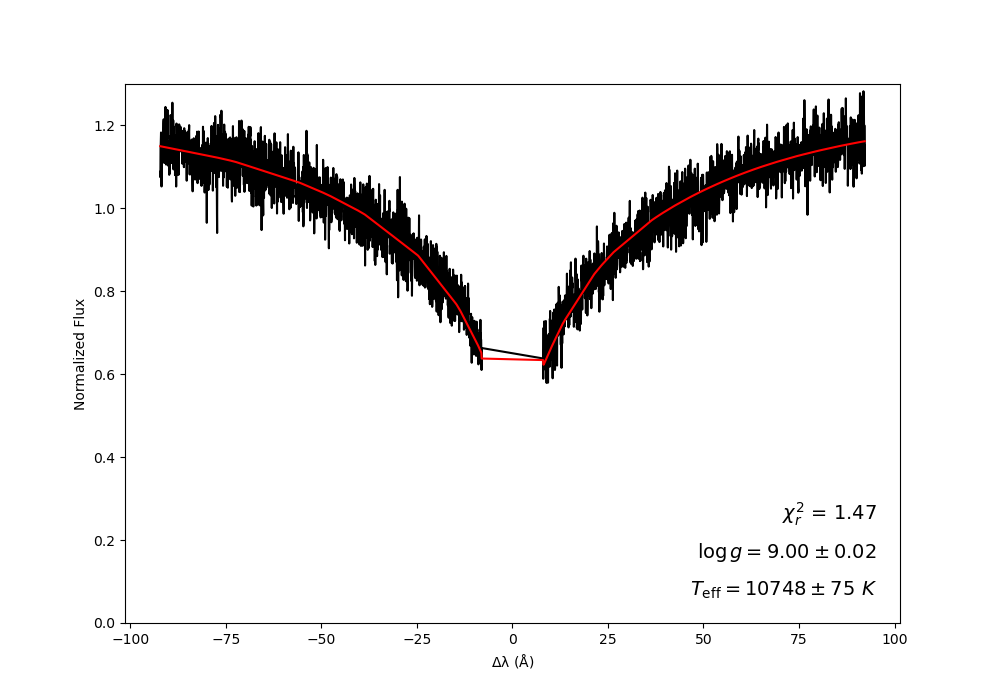 1.2
1.0
0.8
0.6
0.4
0.2
0.0
Normalized Flux
χ²ᵣ = 1.47
log g = 9.00 ± 0.02
T_eff = 10748 ± 75 K
−100 −75 −50 −25 0 25 50 75 100
Δλ (Å)